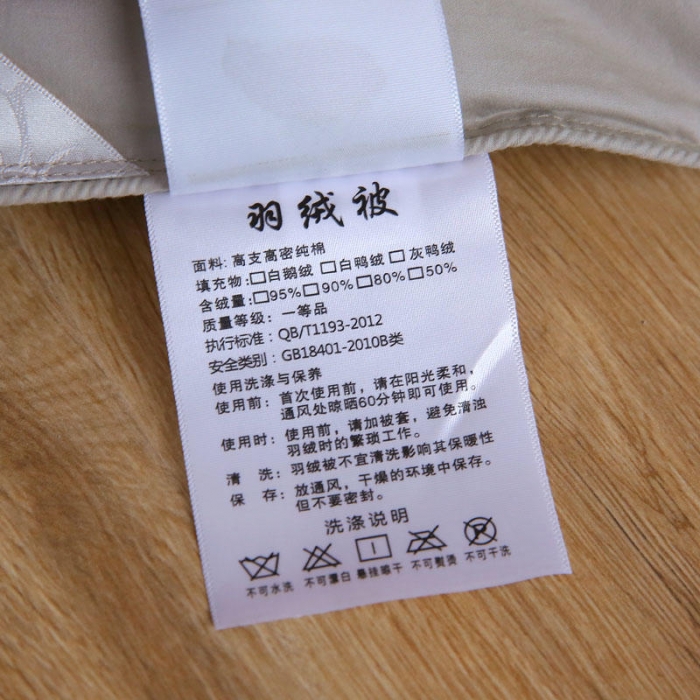 羽绒被
面料：高支高密纯棉
填充物:□白鹅绒 □白鸭绒 □灰鸭绒
含绒量:□95%□90%□80%□50%
质量等级：一等品
执行标准：QB/T1193-2012
安全类别：GB18401-2010B类
使用洗涤与保养
使用前：首次使用前，请在阳光柔和，
通风处晾晒60分钟即可使用。
使用时：使用前，请加被套，避免清浊
羽绒时的繁琐工作。
清 洗：羽绒被不宜清洗影响其保暖性
保 存：放通风，干燥的环境中保存。
但不要密封。
洗涤说明
不可水洗 不可漂白 悬挂晾干 不可熨烫 不可干洗